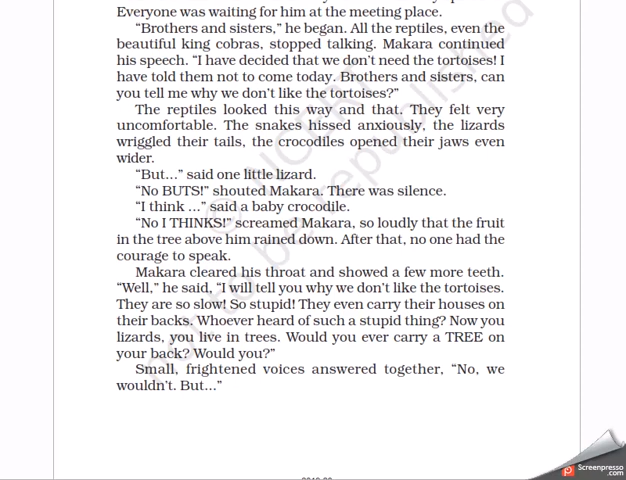 Everyone was waiting for him at the meeting place.
“Brothers and sisters,” he began. All the reptiles, even the
beautiful king cobras, stopped talking. Makara continued
his speech. “I have decided that we don’t need the tortoises! I
have told them not to come today. Brothers and sisters, can
you tell me why we don’t like the tortoises?”
The reptiles looked this way and that. They felt very
uncomfortable. The snakes hissed anxiously, the lizards
wriggled their tails, the crocodiles opened their jaws even
wider.
“But...” said one little lizard.
“No BUTS!” shouted Makara. There was silence.
“I think ...” said a baby crocodile.
“No I THINKS!” screamed Makara, so loudly that the fruit
in the tree above him rained down. After that, no one had the
courage to speak.
Makara cleared his throat and showed a few more teeth.
“Well,” he said, “I will tell you why we don’t like the tortoises.
They are so slow! So stupid! They even carry their houses on
their backs. Whoever heard of such a stupid thing? Now you
lizards, you live in trees. Would you ever carry a TREE on
your back? Would you?”
Small, frightened voices answered together, “No, we
wouldn’t. But...”
© NCERT
not to be republished
Screenpresso
.com